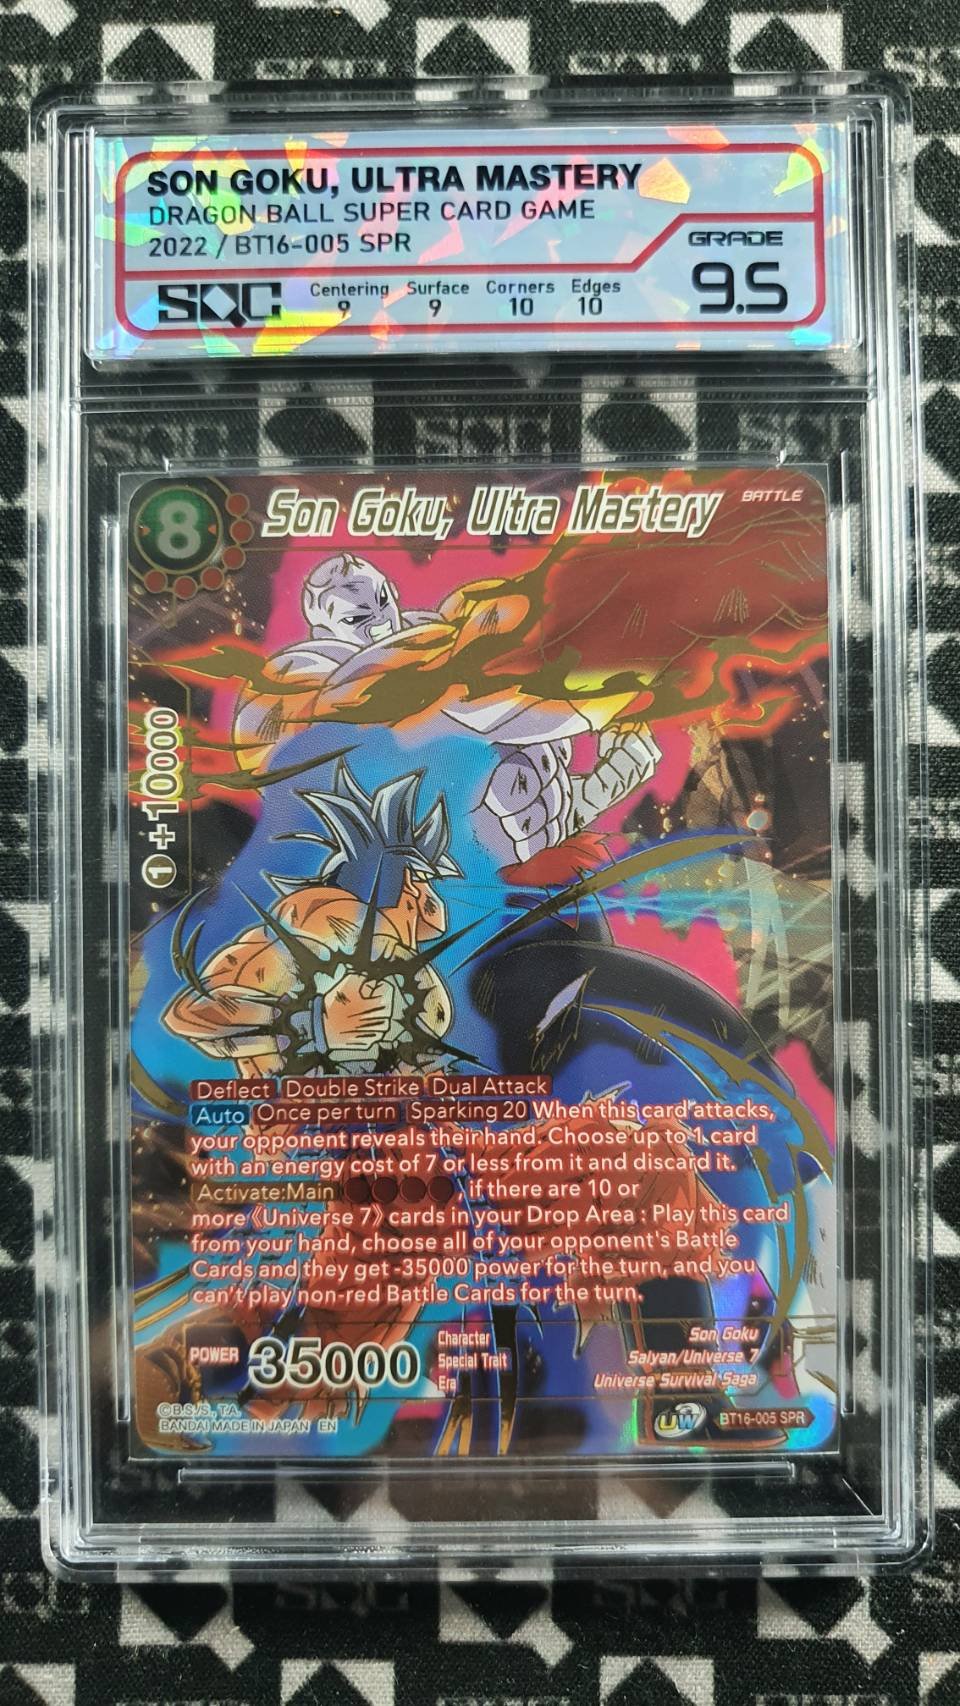 SON GOKU, ULTRA MASTERY
DRAGON BALL SUPER CARD GAME
2022 / BT16-005 SPR
GRADE
9.5
SQC
Centering Surface Corners Edges
9 9 10 10
8
Son Goku, Ultra Mastery
BATTLE
1 +10000
Deflect Double Strike Dual Attack
Auto Once per turn Sparking 20 When this card attacks,
your opponent reveals their hand. Choose up to 1 card
with an energy cost of 7 or less from it and discard it.
Activate:Main , if there are 10 or
more 《Universe 7》 cards in your Drop Area : Play this card
from your hand, choose all of your opponent's Battle
Cards and they get -35000 power for the turn, and you
can't play non-red Battle Cards for the turn.
POWER 35000
Character Son Goku
Special Trait Saiyan/Universe 7
Era Universe Survival Saga
©B.S./S., T.A.
BANDAI MADE IN JAPAN EN
UW BT16-005 SPR